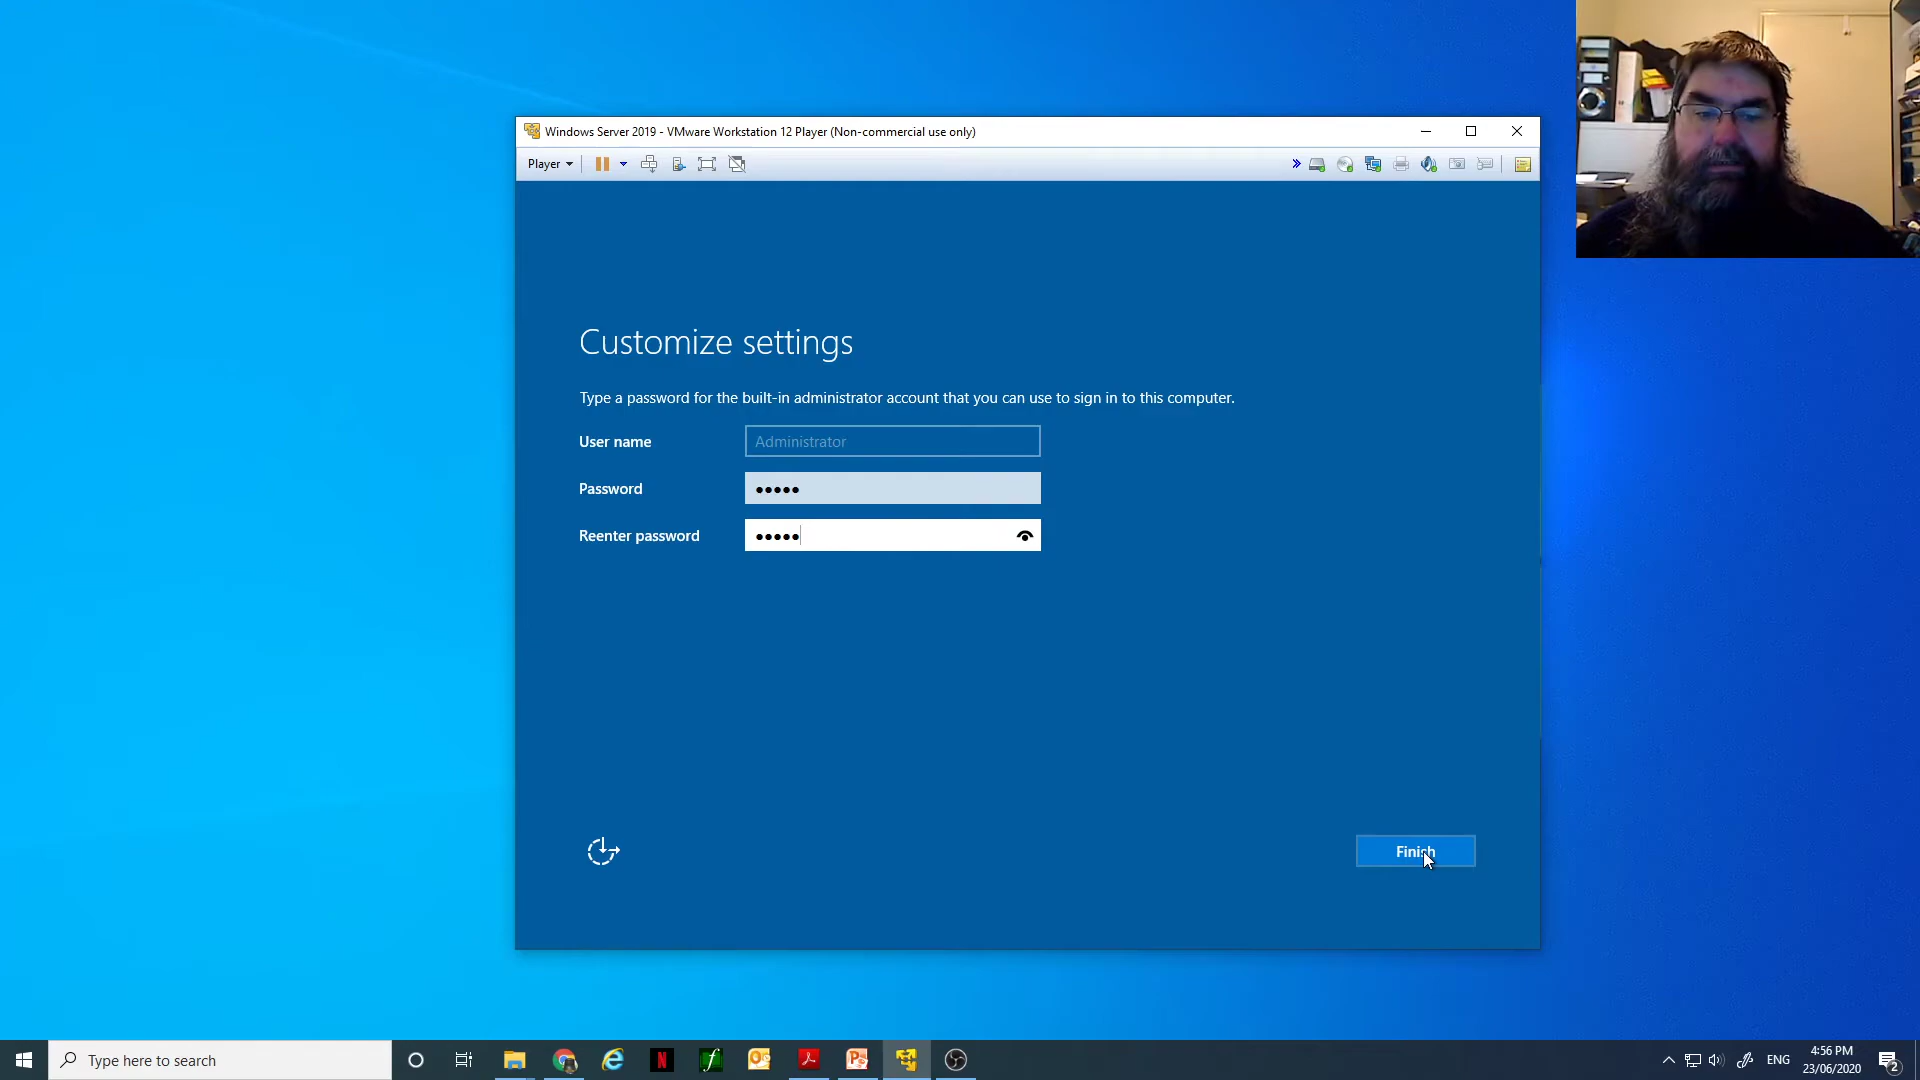 Windows Server 2019 - VMware Workstation 12 Player (Non-commercial use only)
Player
Customize settings
Type a password for the built-in administrator account that you can use to sign in to this computer.
User name
Administrator
Password
Reenter password
Finish
Type here to search
ENG
4:56 PM
23/06/2020
2